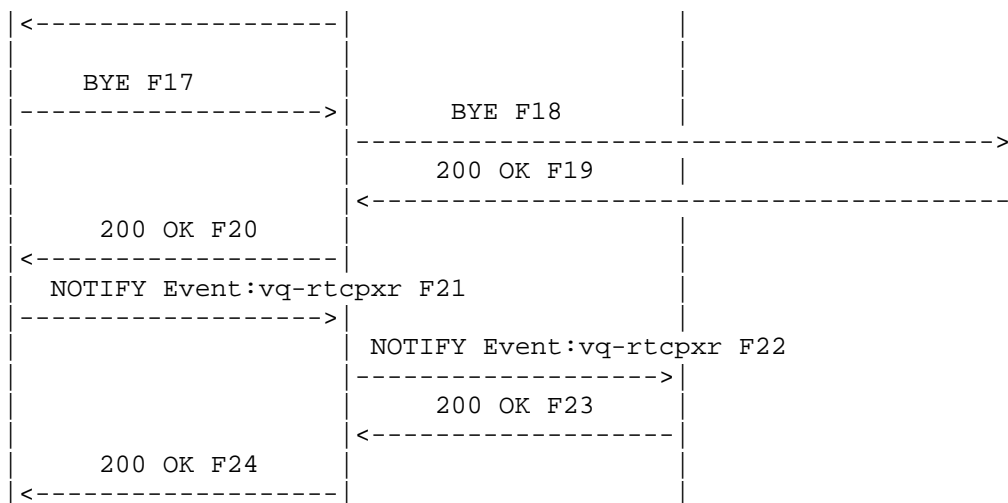 |<-------------------| |
| | |
| BYE F17 | |
|------------------->| BYE F18 |
| |---------------------------------------->
| | 200 OK F19 |
| |<----------------------------------------
| 200 OK F20 | |
|<-------------------| |
| NOTIFY Event:vq-rtcpxr F21 |
|------------------->| |
| | NOTIFY Event:vq-rtcpxr F22
| |------------------->|
| | 200 OK F23 |
| |<-------------------|
| 200 OK F24 | |
|<-------------------| |